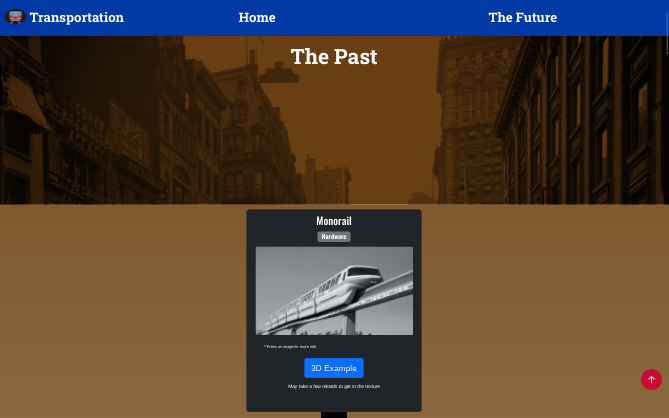 Transportation
Home
The Future
The Past
Monorail
Hardware
**Press an image for more info
3D Example
May take a few reloads to get in the texture